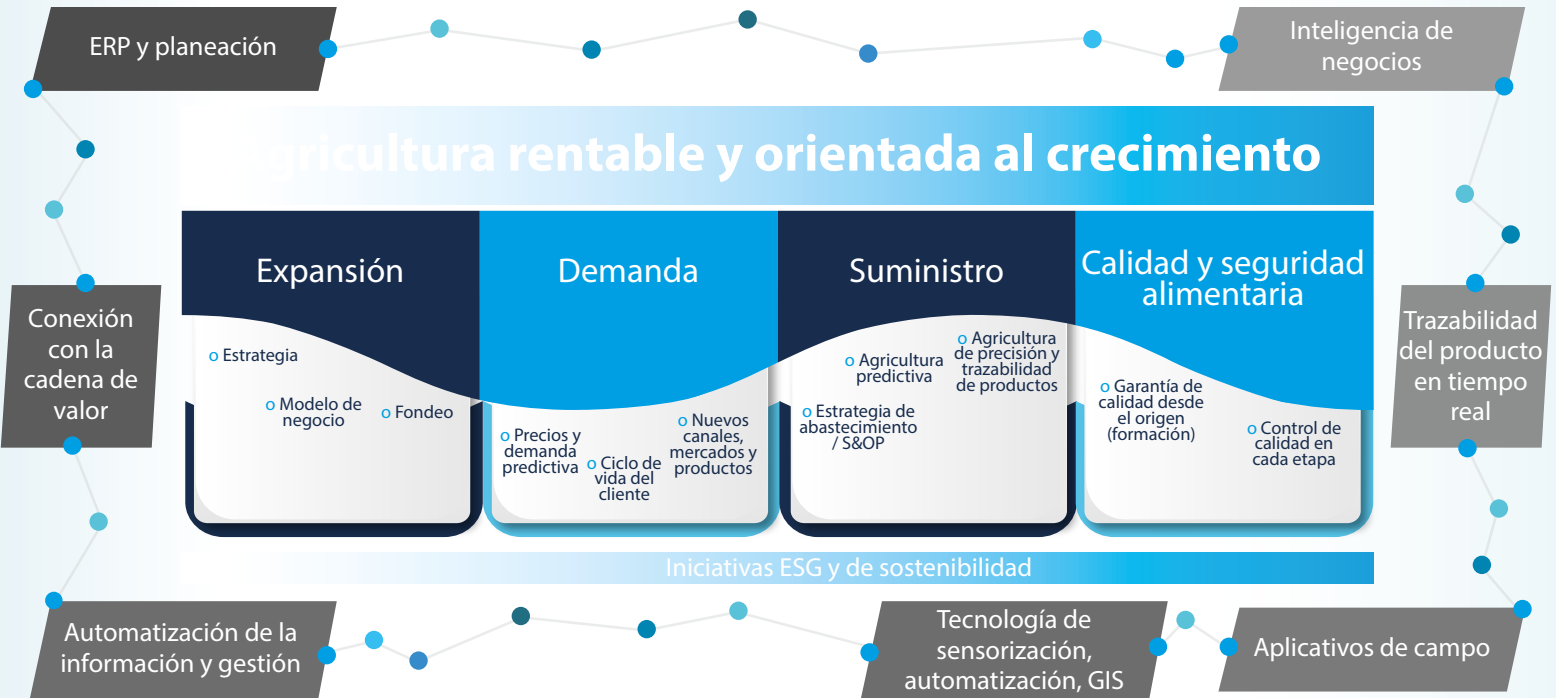 ERP y planeación
Inteligencia de
negocios
Agricultura rentable y orientada al crecimiento
Expansión
Demanda
Suministro
Calidad y seguridad
alimentaria
o Estrategia
o Modelo de
negocio
o Fondeo
o Precios y
demanda
predictiva
o Ciclo de
vida del
cliente
o Nuevos
canales,
mercados y
productos
o Agricultura
predictiva
o Agricultura
de precisión y
trazabilidad
de productos
o Estrategia de
abastecimiento
/ S&OP
o Garantía de
calidad desde
el origen
(formación)
o Control de
calidad en
cada etapa
Conexión
con la
cadena de
valor
Trazabilidad
del producto
en tiempo
real
Iniciativas ESG y de sostenibilidad
Automatización de la
información y gestión
Tecnología de
sensorización,
automatización, GIS
Aplicativos de campo